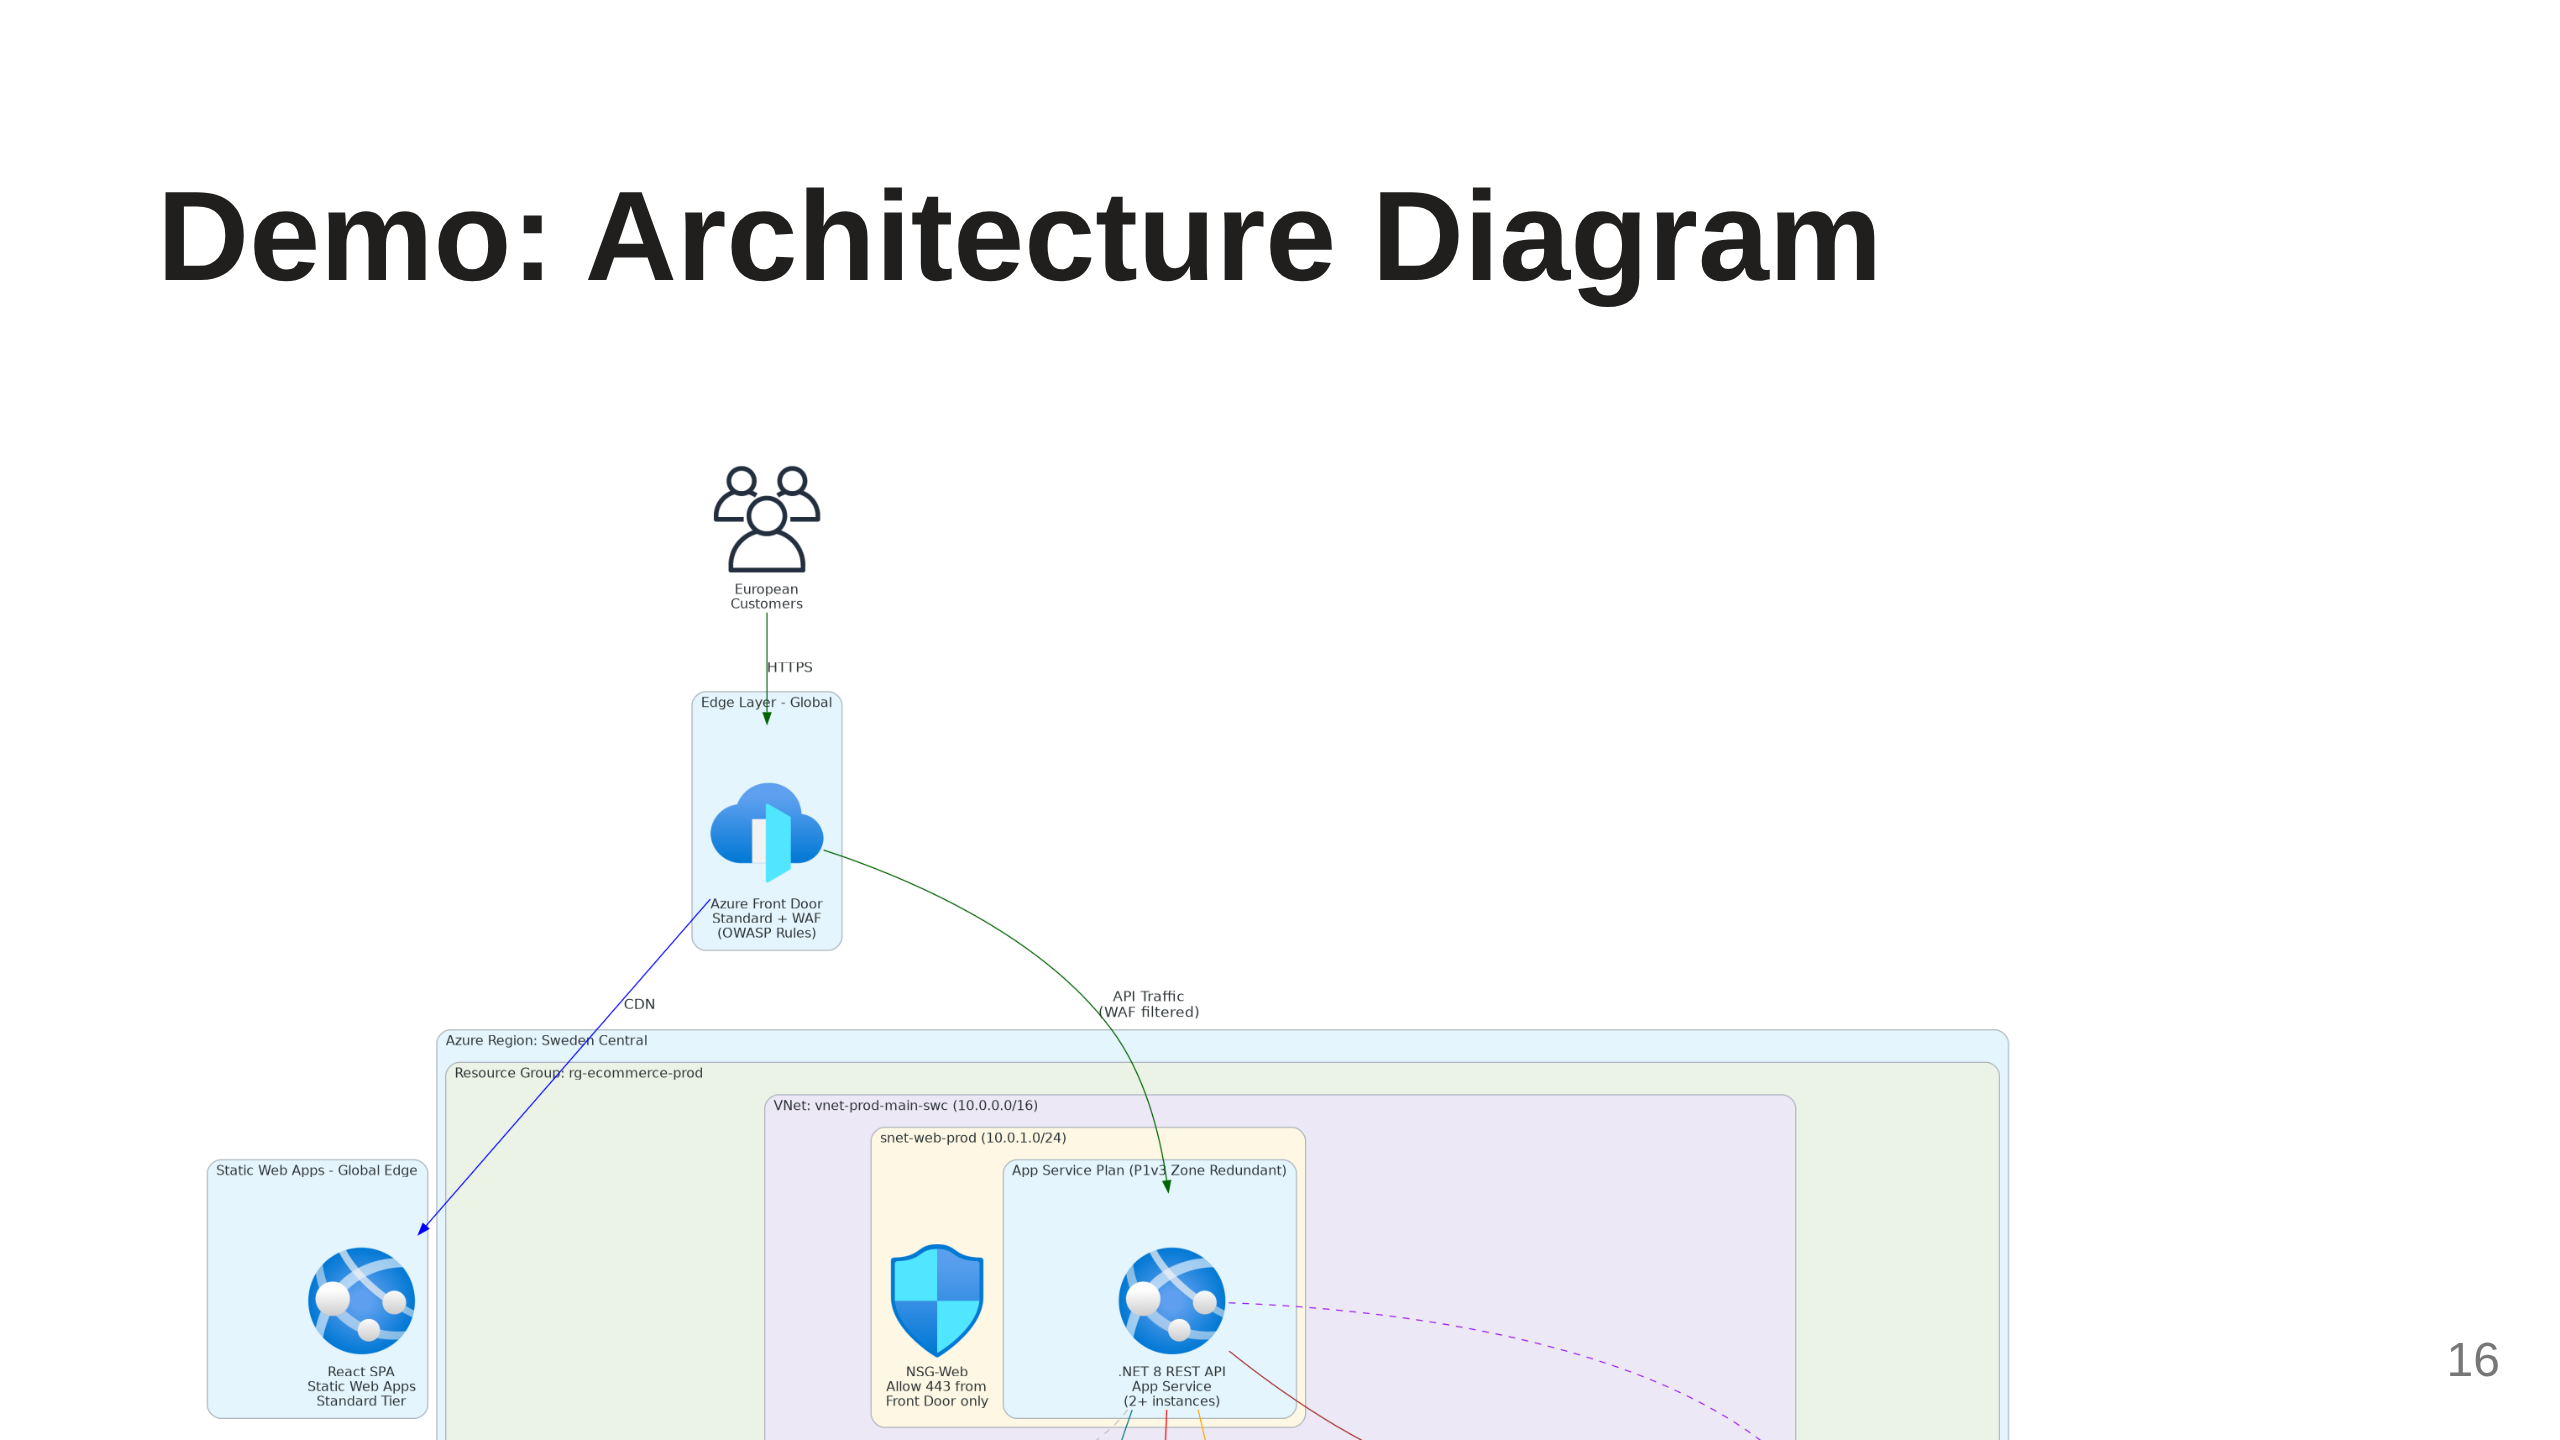 Demo: Architecture Diagram
European
Customers
HTTPS
Edge Layer - Global
Azure Front Door
Standard + WAF
(OWASP Rules)
CDN
API Traffic
(WAF filtered)
Azure Region: Sweden Central
Resource Group: rg-ecommerce-prod
VNet: vnet-prod-main-swc (10.0.0.0/16)
snet-web-prod (10.0.1.0/24)
Static Web Apps - Global Edge
App Service Plan (P1v3 Zone Redundant)
React SPA
Static Web Apps
Standard Tier
NSG-Web
Allow 443 from
Front Door only
.NET 8 REST API
App Service
(2+ instances)
16